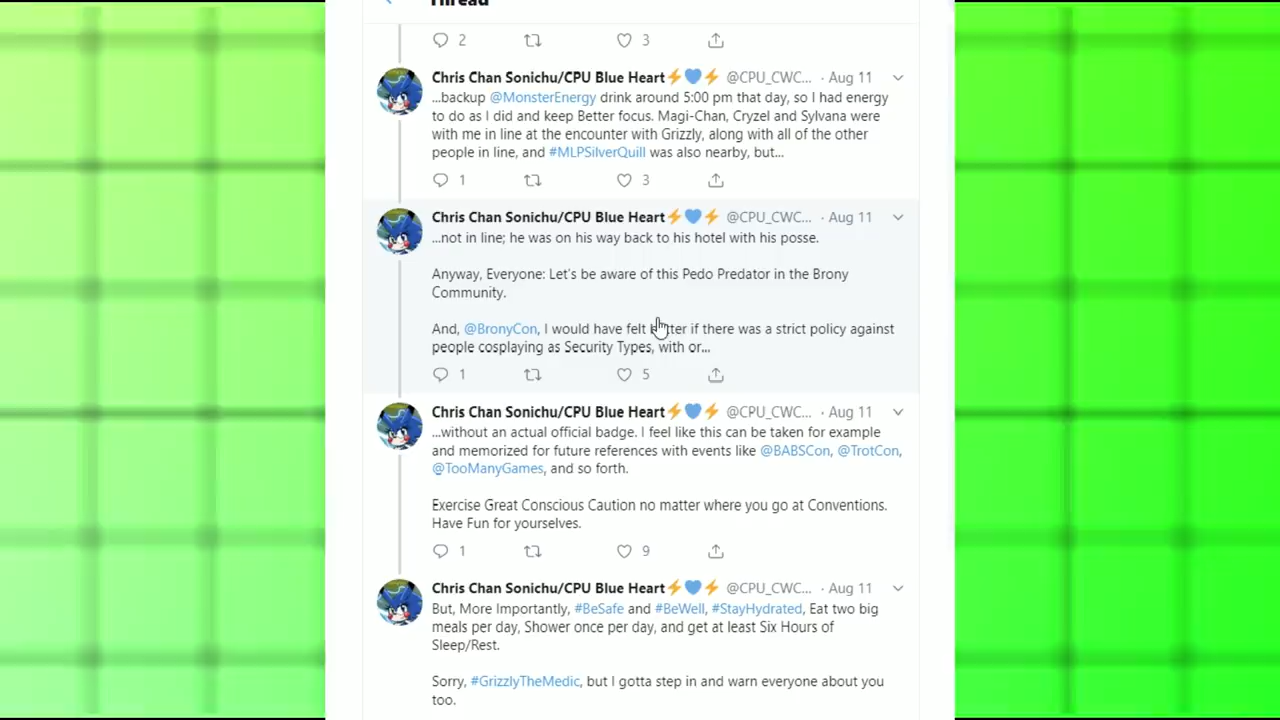 Thread
2 3
Chris Chan Sonichu/CPU Blue Heart⚡💙⚡ @CPU_CWC... · Aug 11
...backup @MonsterEnergy drink around 5:00 pm that day, so I had energy
to do as I did and keep Better focus. Magi-Chan, Cryzel and Sylvana were
with me in line at the encounter with Grizzly, along with all of the other
people in line, and #MLPSilverQuill was also nearby, but...
1 3
Chris Chan Sonichu/CPU Blue Heart⚡💙⚡ @CPU_CWC... · Aug 11
...not in line; he was on his way back to his hotel with his posse.
Anyway, Everyone: Let's be aware of this Pedo Predator in the Brony
Community.
And, @BronyCon, I would have felt better if there was a strict policy against
people cosplaying as Security Types, with or...
1 5
Chris Chan Sonichu/CPU Blue Heart⚡💙⚡ @CPU_CWC... · Aug 11
...without an actual official badge. I feel like this can be taken for example
and memorized for future references with events like @BABSCon, @TrotCon,
@TooManyGames, and so forth.
Exercise Great Conscious Caution no matter where you go at Conventions.
Have Fun for yourselves.
1 9
Chris Chan Sonichu/CPU Blue Heart⚡💙⚡ @CPU_CWC... · Aug 11
But, More Importantly, #BeSafe and #BeWell, #StayHydrated, Eat two big
meals per day, Shower once per day, and get at least Six Hours of
Sleep/Rest.
Sorry, #GrizzlyTheMedic, but I gotta step in and warn everyone about you
too.